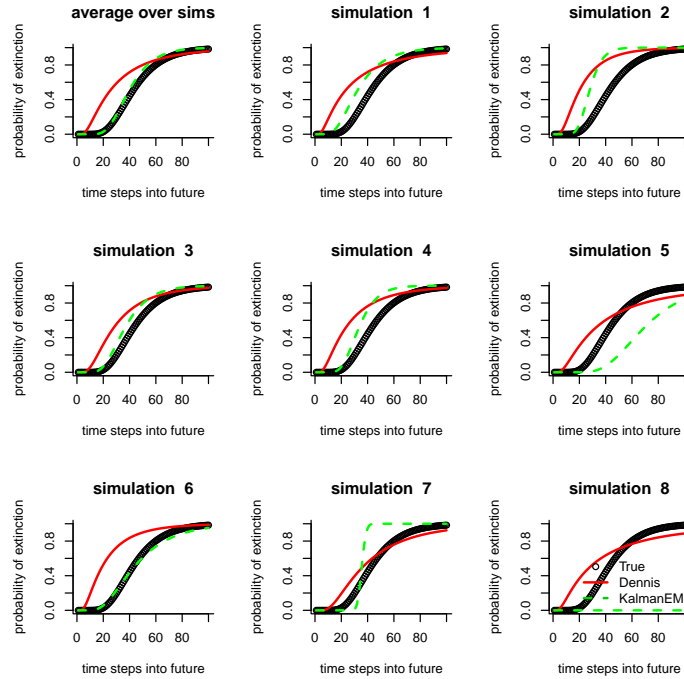 average over sims
probability of extinction
0.0 0.4 0.8
0 20 40 60 80
time steps into future
simulation 1
probability of extinction
0.0 0.4 0.8
0 20 40 60 80
time steps into future
simulation 2
probability of extinction
0.0 0.4 0.8
0 20 40 60 80
time steps into future
simulation 3
probability of extinction
0.0 0.4 0.8
0 20 40 60 80
time steps into future
simulation 4
probability of extinction
0.0 0.4 0.8
0 20 40 60 80
time steps into future
simulation 5
probability of extinction
0.0 0.4 0.8
0 20 40 60 80
time steps into future
simulation 6
probability of extinction
0.0 0.4 0.8
0 20 40 60 80
time steps into future
simulation 7
probability of extinction
0.0 0.4 0.8
0 20 40 60 80
time steps into future
simulation 8
probability of extinction
0.0 0.4 0.8
True
Dennis
KalmanEM
0 20 40 60 80
time steps into future